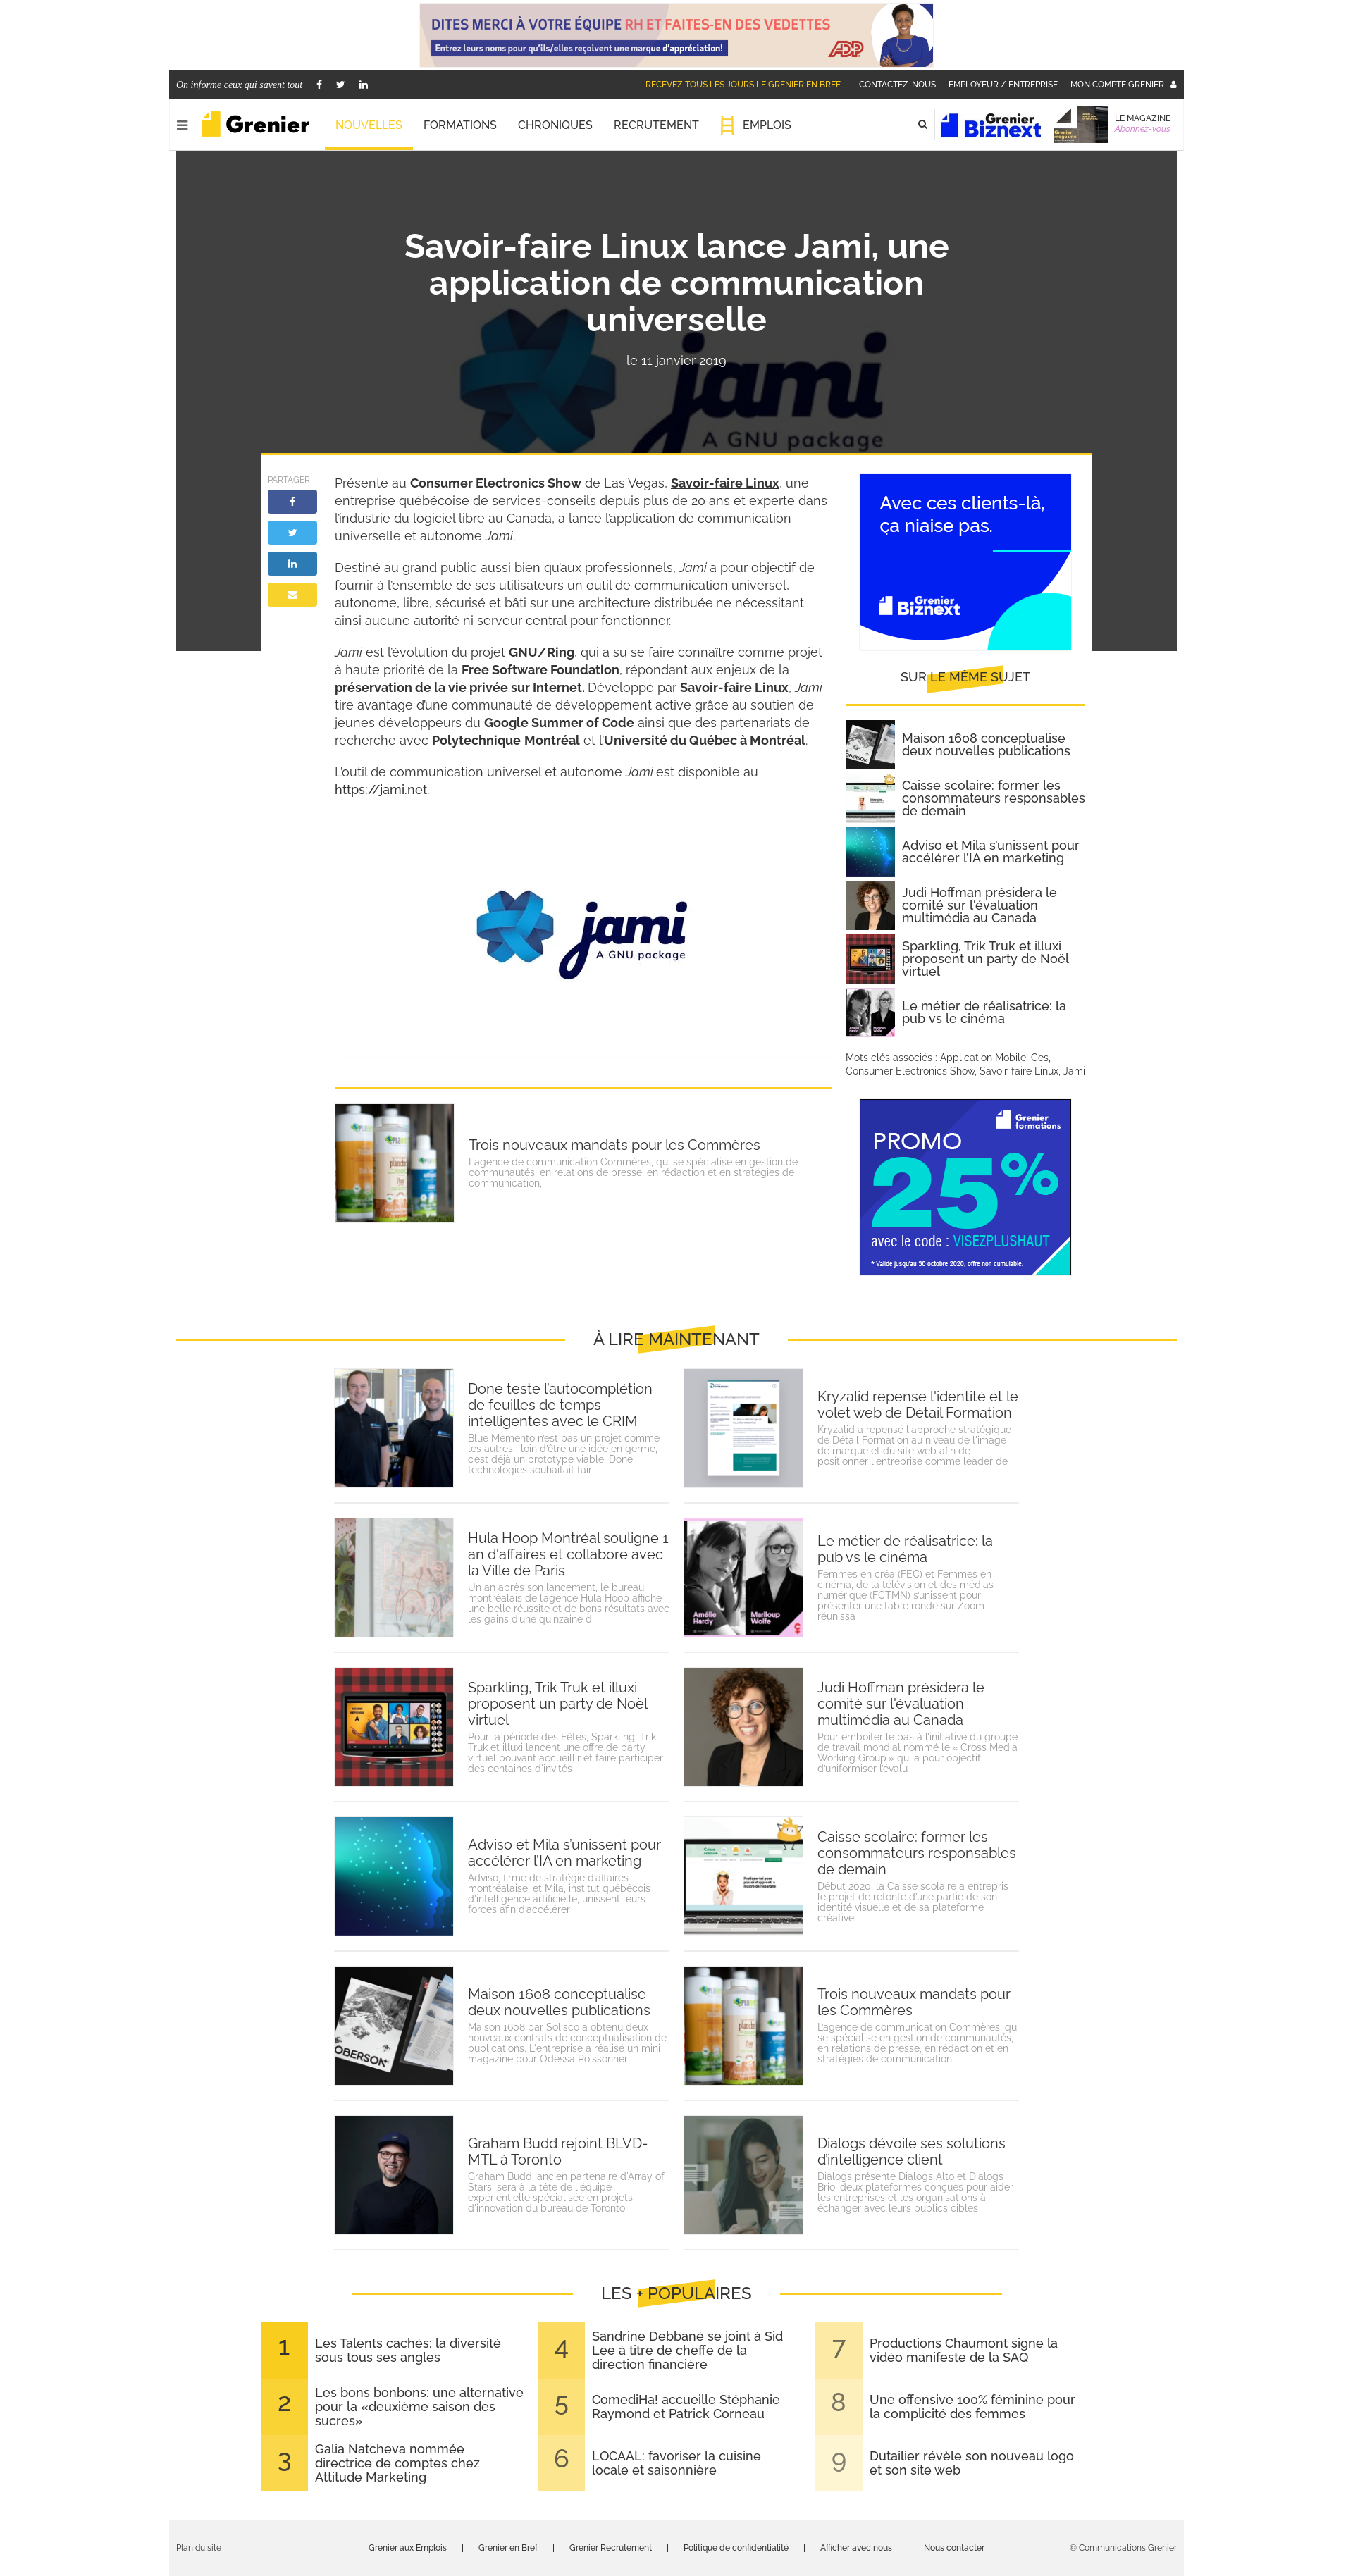 DITES MERCI À VOTRE ÉQUIPE RH ET FAITES-EN DES VEDETTES
Entrez leurs noms pour qu'ils/elles reçoivent une marque d'appréciation!
ADP
On informe ceux qui savent tout
RECEVEZ TOUS LES JOURS LE GRENIER EN BREF
CONTACTEZ-NOUS
EMPLOYEUR / ENTREPRISE
MON COMPTE GRENIER
Grenier
NOUVELLES
FORMATIONS
CHRONIQUES
RECRUTEMENT
EMPLOIS
Grenier
Biznext
Grenier
magazine
LE MAGAZINE
Abonnez-vous
Savoir-faire Linux lance Jami, une
application de communication
universelle
le 11 janvier 2019
jami
A GNU package
PARTAGER
Présente au Consumer Electronics Show de Las Vegas, Savoir-faire Linux, une
entreprise québécoise de services-conseils depuis plus de 20 ans et experte dans
l'industrie du logiciel libre au Canada, a lancé l'application de communication
universelle et autonome Jami.
Destiné au grand public aussi bien qu'aux professionnels, Jami a pour objectif de
fournir à l'ensemble de ses utilisateurs un outil de communication universel,
autonome, libre, sécurisé et bâti sur une architecture distribuée ne nécessitant
ainsi aucune autorité ni serveur central pour fonctionner.
Jami est l'évolution du projet GNU/Ring, qui a su se faire connaître comme projet
à haute priorité de la Free Software Foundation, répondant aux enjeux de la
préservation de la vie privée sur Internet. Développé par Savoir-faire Linux, Jami
tire avantage d'une communauté de développement active grâce au soutien de
jeunes développeurs du Google Summer of Code ainsi que des partenariats de
recherche avec Polytechnique Montréal et l'Université du Québec à Montréal.
L'outil de communication universel et autonome Jami est disponible au
https://jami.net.
jami
A GNU package
Trois nouveaux mandats pour les Commères
L'agence de communication Commères, qui se spécialise en gestion de
communautés, en relations de presse, en rédaction et en stratégies de
communication,
Avec ces clients-là,
ça niaise pas.
Grenier
Biznext
SUR LE MÊME SUJET
Maison 1608 conceptualise
deux nouvelles publications
Caisse scolaire: former les
consommateurs responsables
de demain
Adviso et Mila s'unissent pour
accélérer l'IA en marketing
Judi Hoffman présidera le
comité sur l'évaluation
multimédia au Canada
Sparkling, Trik Truk et illuxi
proposent un party de Noël
virtuel
Le métier de réalisatrice: la
pub vs le cinéma
Mots clés associés : Application Mobile, Ces,
Consumer Electronics Show, Savoir-faire Linux, Jami
Grenier
formations
PROMO
25%
avec le code : VISEZPLUSHAUT
* Valide jusqu'au 30 octobre 2020, offre non cumulable.
À LIRE MAINTENANT
Done teste l'autocomplétion
de feuilles de temps
intelligentes avec le CRIM
Blue Memento n'est pas un projet comme
les autres : loin d'être une idée en germe,
c'est déjà un prototype viable. Done
technologies souhaitait fair
Kryzalid repense l'identité et le
volet web de Détail Formation
Kryzalid a repensé l'approche stratégique
de Détail Formation au niveau de l'image
de marque et du site web afin de
positionner l'entreprise comme leader de
Hula Hoop Montréal souligne 1
an d'affaires et collabore avec
la Ville de Paris
Un an après son lancement, le bureau
montréalais de l'agence Hula Hoop affiche
une belle réussite et de bons résultats avec
les gains d'une quinzaine d
Amélie
Hardy
Mariloup
Wolfe
Le métier de réalisatrice: la
pub vs le cinéma
Femmes en créa (FEC) et Femmes en
cinéma, de la télévision et des médias
numérique (FCTMN) s'unissent pour
présenter une table ronde sur Zoom
réunissa
Sparkling, Trik Truk et illuxi
proposent un party de Noël
virtuel
Pour la période des Fêtes, Sparkling, Trik
Truk et illuxi lancent une offre de party
virtuel pouvant accueillir et faire participer
des centaines d'invités
Judi Hoffman présidera le
comité sur l'évaluation
multimédia au Canada
Pour emboiter le pas à l'initiative du groupe
de travail mondial nommé le « Cross Media
Working Group » qui a pour objectif
d'uniformiser l'évalu
Adviso et Mila s'unissent pour
accélérer l'IA en marketing
Adviso, firme de stratégie d'affaires
montréalaise, et Mila, institut québécois
d'intelligence artificielle, unissent leurs
forces afin d'accélérer
Caisse scolaire: former les
consommateurs responsables
de demain
Début 2020, la Caisse scolaire a entrepris
le projet de refonte d'une partie de son
identité visuelle et de sa plateforme
créative.
OBERSON
Maison 1608 conceptualise
deux nouvelles publications
Maison 1608 par Solisco a obtenu deux
nouveaux contrats de conceptualisation de
publications. L'entreprise a réalisé un mini
magazine pour Odessa Poissonneri
Trois nouveaux mandats pour
les Commères
L'agence de communication Commères, qui
se spécialise en gestion de communautés,
en relations de presse, en rédaction et en
stratégies de communication,
Graham Budd rejoint BLVD-
MTL à Toronto
Graham Budd, ancien partenaire d'Array of
Stars, sera à la tête de l'équipe
expérientielle spécialisée en projets
d'innovation du bureau de Toronto.
Dialogs dévoile ses solutions
d'intelligence client
Dialogs présente Dialogs Alto et Dialogs
Brio, deux plateformes conçues pour aider
les entreprises et les organisations à
échanger avec leurs publics cibles
LES + POPULAIRES
1
Les Talents cachés: la diversité
sous tous ses angles
2
Les bons bonbons: une alternative
pour la «deuxième saison des
sucres»
3
Galia Natcheva nommée
directrice de comptes chez
Attitude Marketing
4
Sandrine Debbané se joint à Sid
Lee à titre de cheffe de la
direction financière
5
ComediHa! accueille Stéphanie
Raymond et Patrick Corneau
6
LOCAAL: favoriser la cuisine
locale et saisonnière
7
Productions Chaumont signe la
vidéo manifeste de la SAQ
8
Une offensive 100% féminine pour
la complicité des femmes
9
Dutailier révèle son nouveau logo
et son site web
Plan du site
Grenier aux Emplois | Grenier en Bref | Grenier Recrutement | Politique de confidentialité | Afficher avec nous | Nous contacter
© Communications Grenier